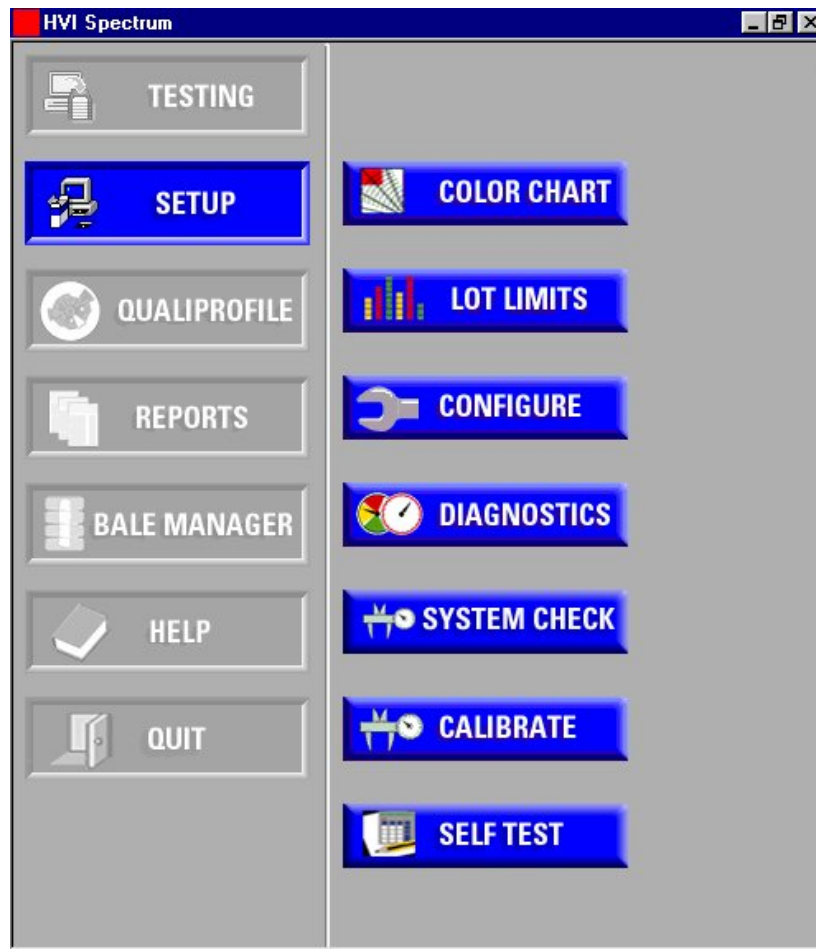 HVI Spectrum
TESTING
SETUP
QUALIPROFILE
REPORTS
BALE MANAGER
HELP
QUIT
COLOR CHART
LOT LIMITS
CONFIGURE
DIAGNOSTICS
SYSTEM CHECK
CALIBRATE
SELF TEST